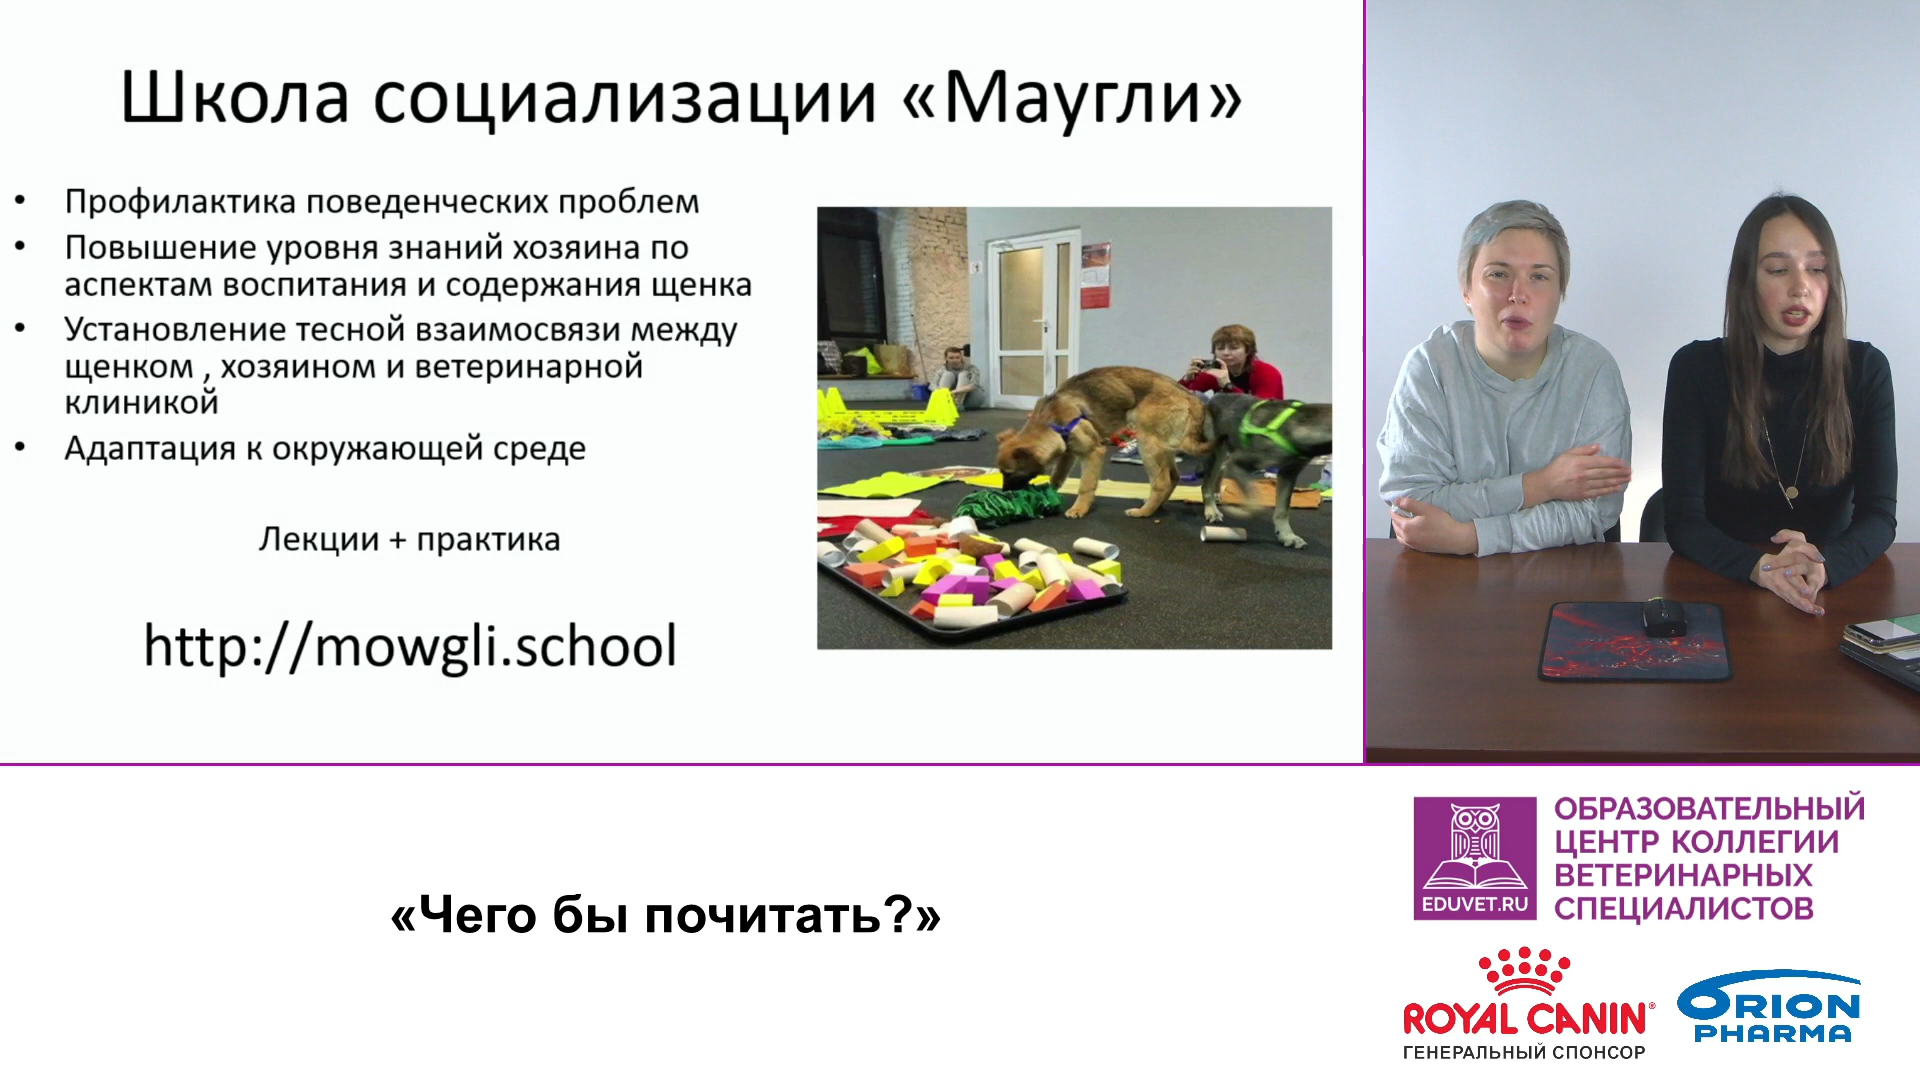 Школа социализации «Маугли»
• Профилактика поведенческих проблем
• Повышение уровня знаний хозяина по
аспектам воспитания и содержания щенка
• Установление тесной взаимосвязи между
щенком , хозяином и ветеринарной
клиникой
• Адаптация к окружающей среде
Лекции + практика
http://mowgli.school
«Чего бы почитать?»
EDUVET.RU
ОБРАЗОВАТЕЛЬНЫЙ
ЦЕНТР КОЛЛЕГИИ
ВЕТЕРИНАРНЫХ
СПЕЦИАЛИСТОВ
ROYAL CANIN®
ГЕНЕРАЛЬНЫЙ СПОНСОР
ORION
PHARMA